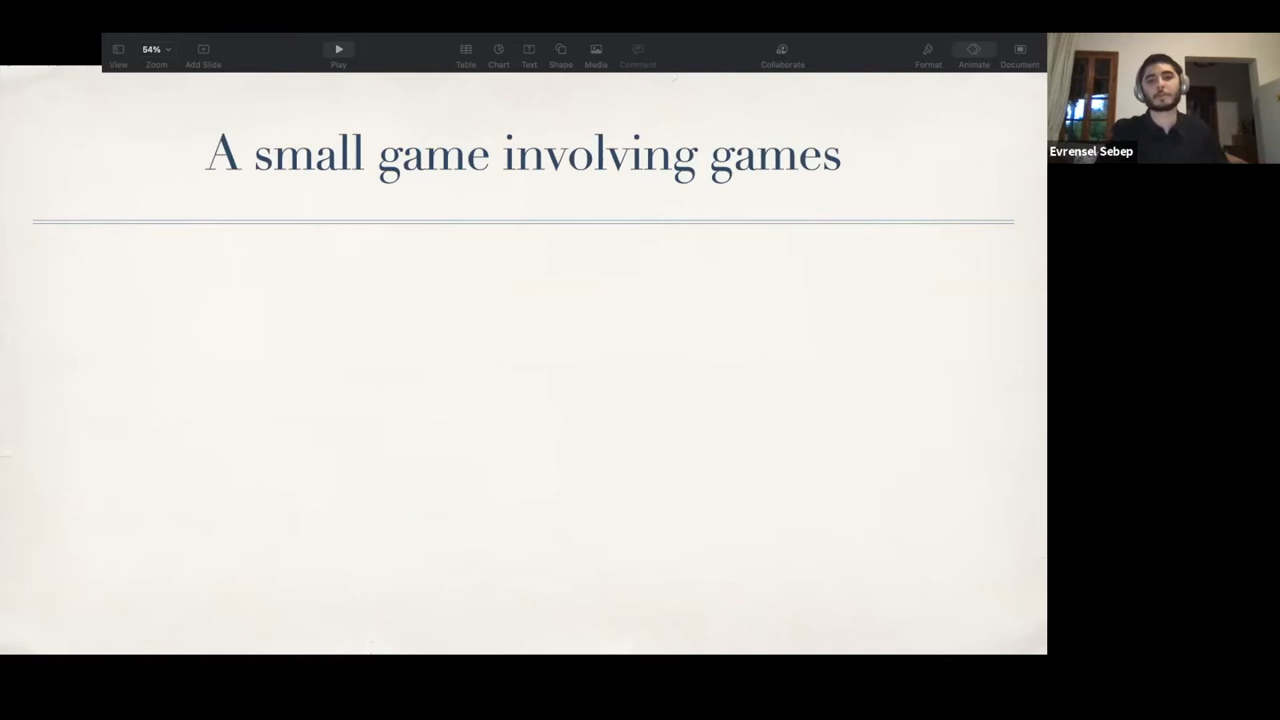 54%
View
Zoom
Add Slide
Play
Table
Chart
Text
Shape
Media
Comment
Collaborate
Format
Animate
Document
A small game involving games
Evrensel Sebep